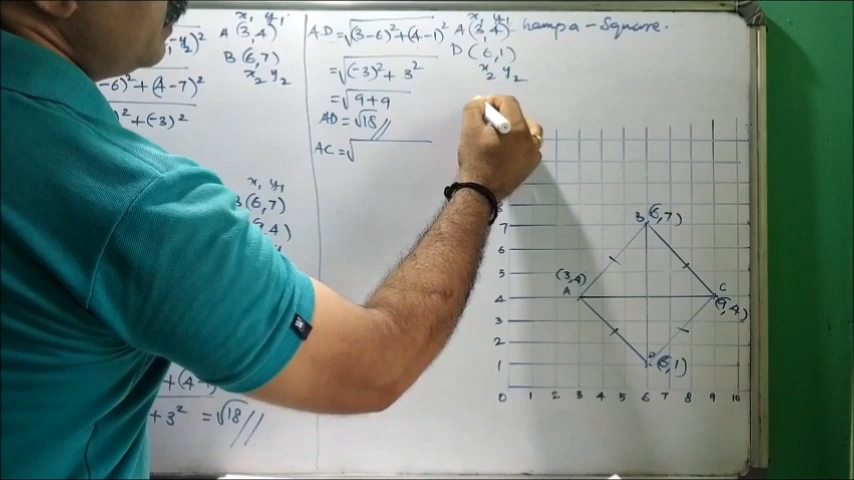 x, y,
A (3,4)
B (6,7)
x₂ y₂
-6)²+(4-7)²
)²+(-3)²
x, y,
(6,7)
, 4)
+ 3² = √18 //
AD = √(3-6)²+(4-1)²
= √(-3)² + 3²
= √9+9
AD = √18 //
AC = √
x, y,
A (3,4)
D (6,1)
x₂ y₂
- Square.
7
6
5
4
3
2
1
0 1 2 3 4 5 6 7 8 9 10
B (6,7)
(3,4)
A
C
(9,4)
(6,1)